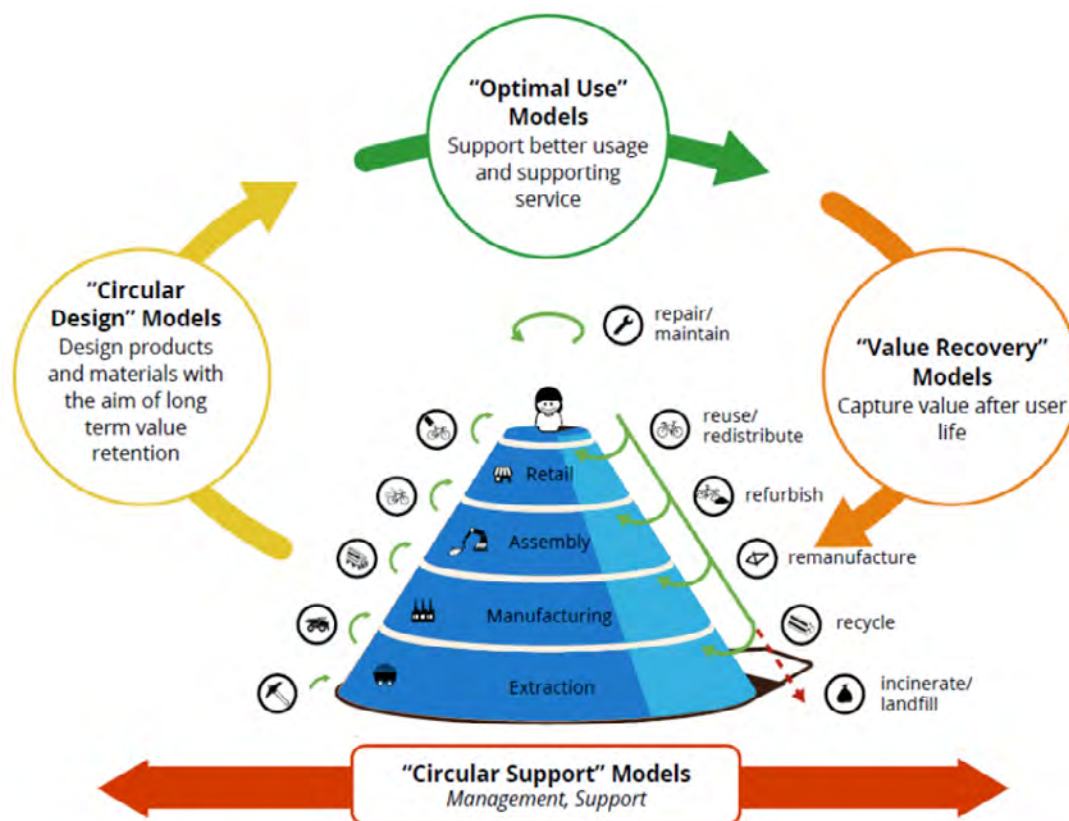 “Optimal Use”
Models
Support better usage
and supporting
service
“Circular
Design” Models
Design products
and materials with
the aim of long
term value
retention
“Value Recovery”
Models
Capture value after user
life
repair/
maintain
reuse/
redistribute
refurbish
remanufacture
recycle
incinerate/
landfill
Retail
Assembly
Manufacturing
Extraction
“Circular Support” Models
Management, Support